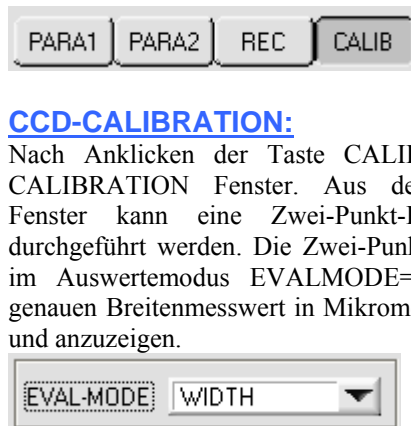 PARA1 PARA2 REC CALIB
CCD-CALIBRATION:
Nach Anklicken der Taste CALI
CALIBRATION Fenster. Aus de
Fenster kann eine Zwei-Punkt-
durchgeführt werden. Die Zwei-Punk
im Auswertemodus EVALMODE=
genauen Breitenmesswert in Mikrom
und anzuzeigen.
EVAL-MODE WIDTH